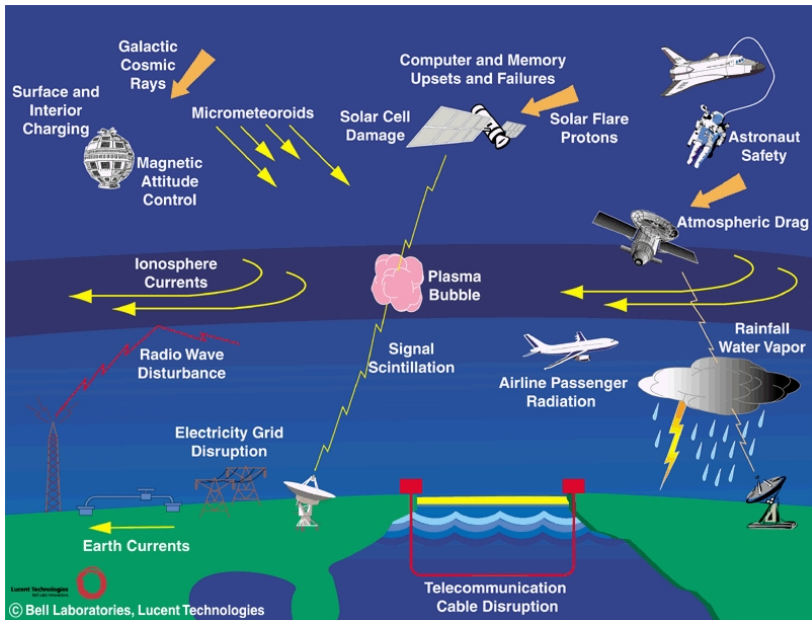 Galactic
Cosmic
Rays
Surface and
Interior
Charging
Micrometeoroids
Magnetic
Attitude
Control
Computer and Memory
Upsets and Failures
Solar Cell
Damage
Solar Flare
Protons
Astronaut
Safety
Atmospheric Drag
Ionosphere
Currents
Plasma
Bubble
Rainfall
Water Vapor
Radio Wave
Disturbance
Signal
Scintillation
Airline Passenger
Radiation
Electricity Grid
Disruption
Earth Currents
Telecommunication
Cable Disruption
Lucent Technologies
© Bell Laboratories, Lucent Technologies